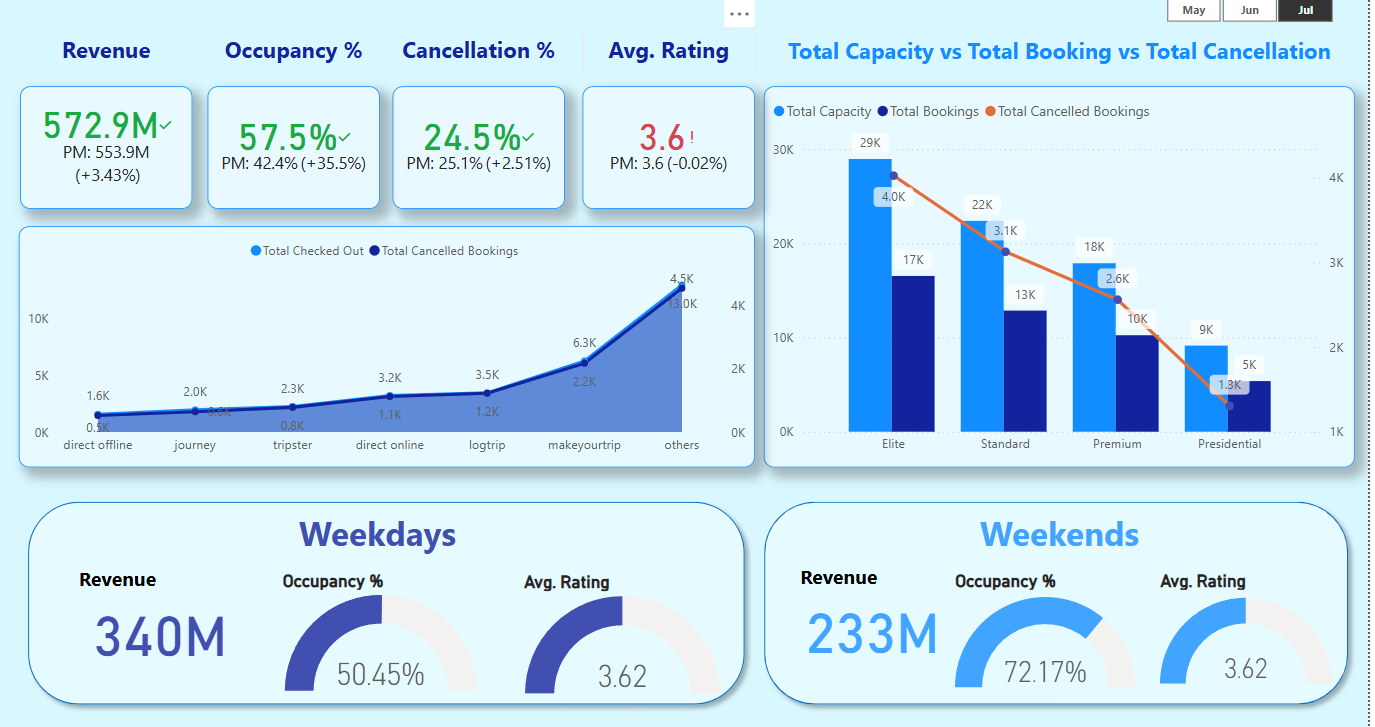 May Jun Jul
Revenue Occupancy % Cancellation % Avg. Rating
572.9M
PM: 553.9M
(+3.43%)
57.5%
PM: 42.4% (+35.5%)
24.5%
PM: 25.1% (+2.51%)
3.6!
PM: 3.6 (-0.02%)
Total Checked Out Total Cancelled Bookings
10K
5K
0K
1.6K 2.0K 2.3K 3.2K 3.5K 6.3K 13.0K
0.5K 0.6K 0.8K 1.1K 1.2K 2.2K 4.5K
4K
2K
0K
direct offline journey tripster direct online logtrip makeyourtrip others
Total Capacity vs Total Booking vs Total Cancellation
Total Capacity Total Bookings Total Cancelled Bookings
30K
20K
10K
0K
29K 22K 18K 9K
17K 13K 10K 5K
4.0K 3.1K 2.6K 1.3K
4K
3K
2K
1K
Elite Standard Premium Presidential
Weekdays
Revenue Occupancy % Avg. Rating
340M 50.45% 3.62
Weekends
Revenue Occupancy % Avg. Rating
233M 72.17% 3.62